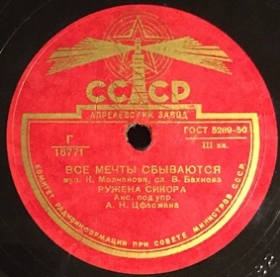 СССР
АПРЕЛЕВСКИЙ ЗАВОД
ГОСТ 5289-50
Г
16771
III кл.
ВСЕ МЕЧТЫ СБЫВАЮТСЯ
муз. К. Молчанова, сл. В. Бахнова
РУЖЕНА СИКОРА
Анс. под упр.
А. Н. Цфасмана
КОМИТЕТ РАДИОИНФОРМАЦИИ ПРИ СОВЕТЕ МИНИСТРОВ СССР